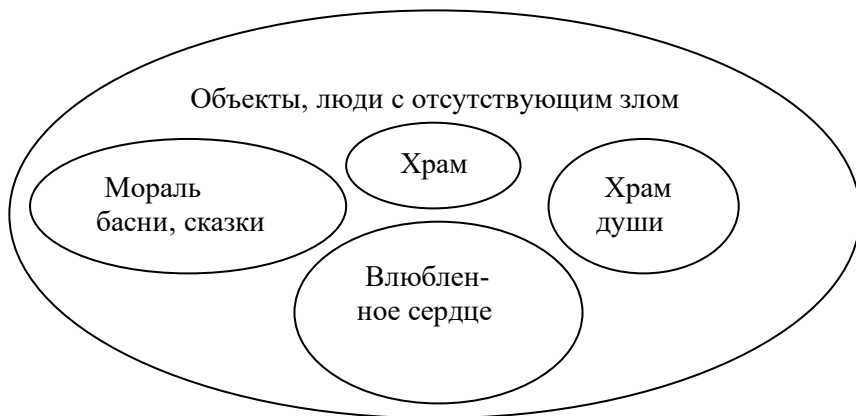 Объекты, люди с отсутствующим злом
Храм
Мораль
басни, сказки
Храм
души
Влюблен-
ное сердце